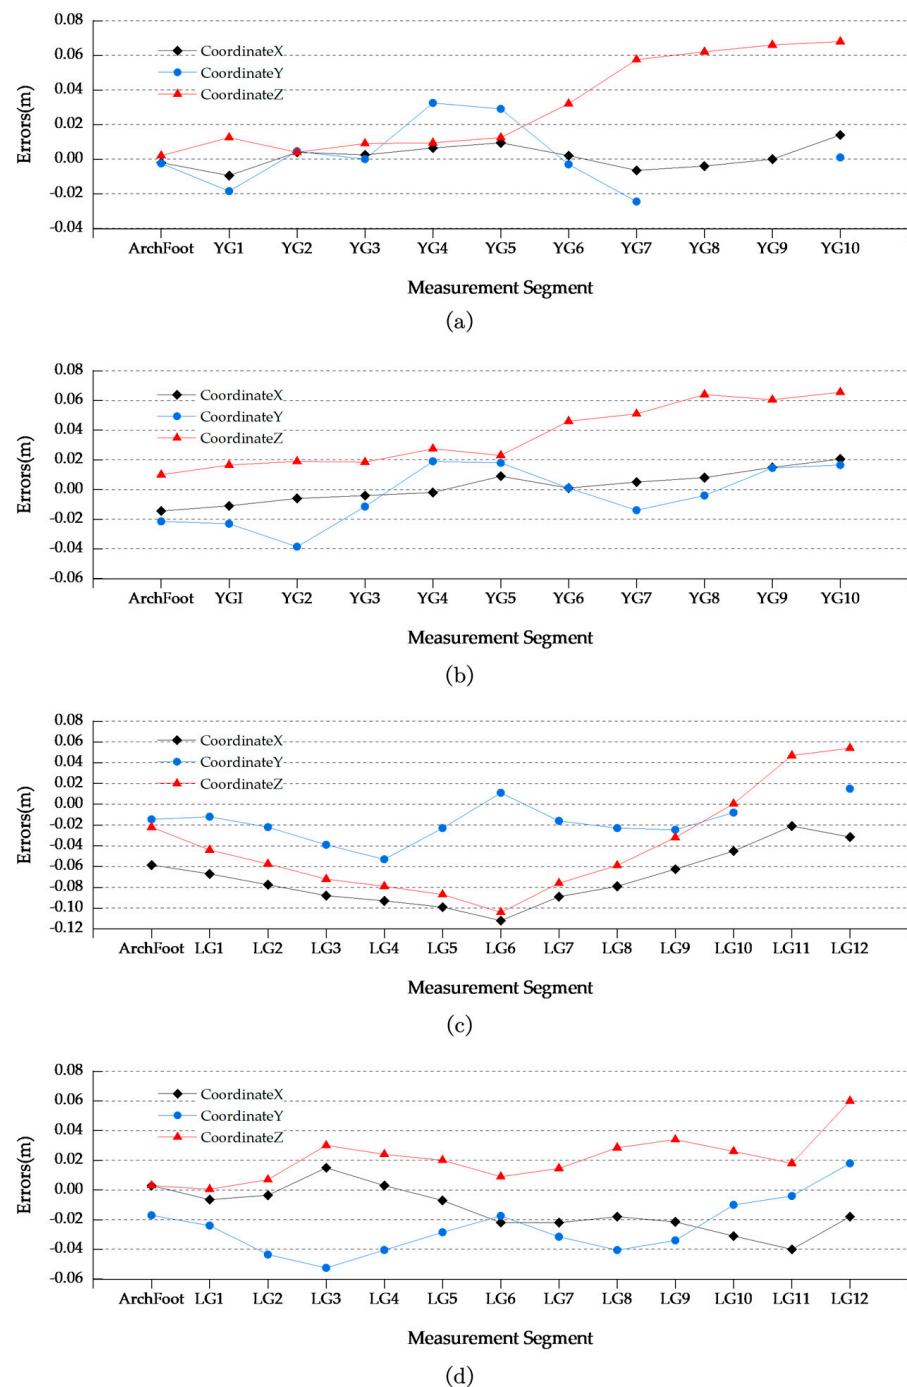 0.08
0.06
0.04
0.02
0.00
-0.02
-0.04
Errors(m)
CoordinateX
CoordinateY
CoordinateZ
ArchFoot YG1 YG2 YG3 YG4 YG5 YG6 YG7 YG8 YG9 YG10
Measurement Segment
(a)
0.08
0.06
0.04
0.02
0.00
-0.02
-0.04
-0.06
Errors(m)
CoordinateX
CoordinateY
CoordinateZ
ArchFoot YGI YG2 YG3 YG4 YG5 YG6 YG7 YG8 YG9 YG10
Measurement Segment
(b)
0.08
0.06
0.04
0.02
0.00
-0.02
-0.04
-0.06
-0.08
-0.10
-0.12
Errors(m)
CoordinateX
CoordinateY
CoordinateZ
ArchFoot LG1 LG2 LG3 LG4 LG5 LG6 LG7 LG8 LG9 LG10 LG11 LG12
Measurement Segment
(c)
0.08
0.06
0.04
0.02
0.00
-0.02
-0.04
-0.06
Errors(m)
CoordinateX
CoordinateY
CoordinateZ
ArchFoot LG1 LG2 LG3 LG4 LG5 LG6 LG7 LG8 LG9 LG10 LG11 LG12
Measurement Segment
(d)